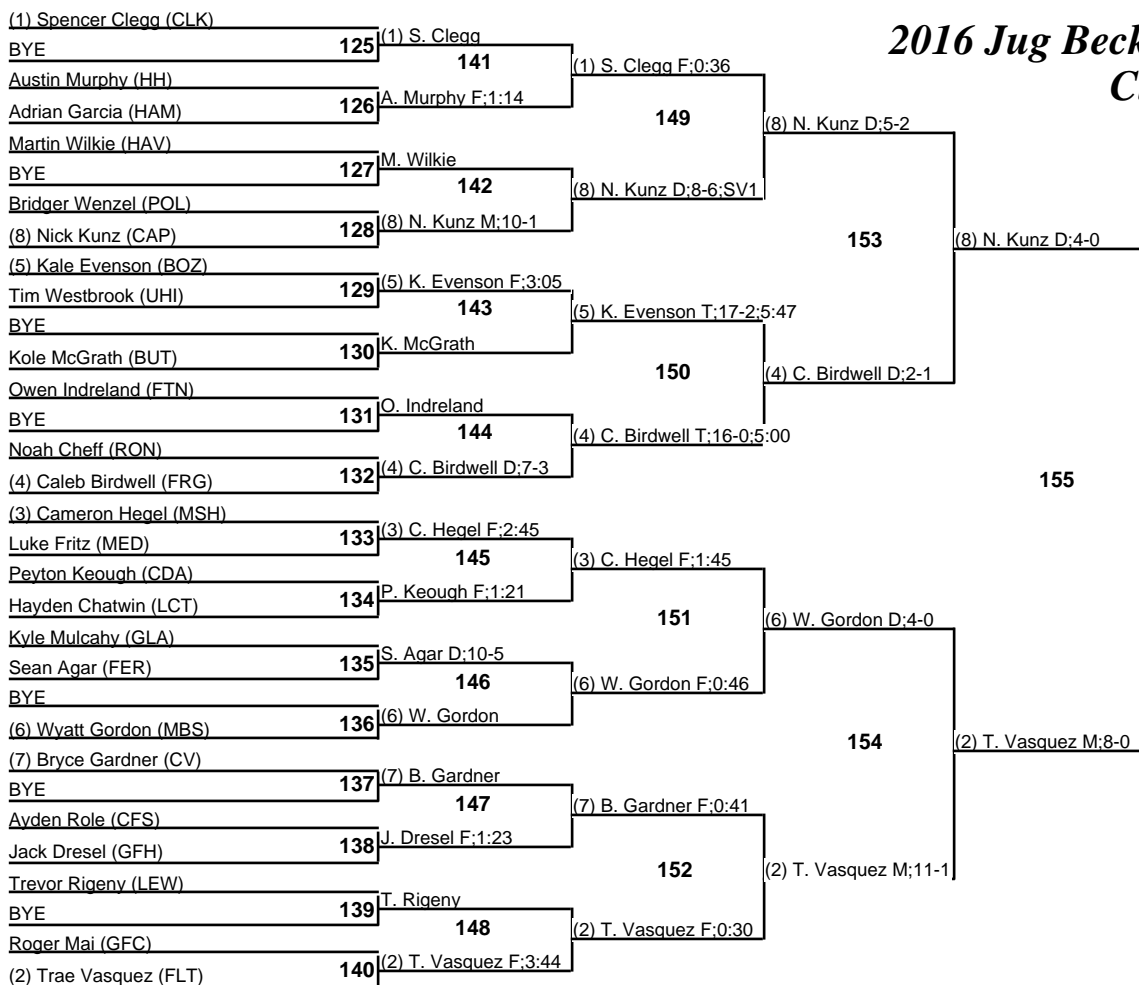 2016 Jug Beck
C
(1) Spencer Clegg (CLK)
BYE
125
Austin Murphy (HH)
Adrian Garcia (HAM)
126
Martin Wilkie (HAV)
BYE
127
Bridger Wenzel (POL)
(8) Nick Kunz (CAP)
128
(5) Kale Evenson (BOZ)
Tim Westbrook (UHI)
129
BYE
Kole McGrath (BUT)
130
Owen Indreland (FTN)
BYE
131
Noah Cheff (RON)
(4) Caleb Birdwell (FRG)
132
(3) Cameron Hegel (MSH)
Luke Fritz (MED)
133
Peyton Keough (CDA)
Hayden Chatwin (LCT)
134
Kyle Mulcahy (GLA)
Sean Agar (FER)
135
BYE
(6) Wyatt Gordon (MBS)
136
(7) Bryce Gardner (CV)
BYE
137
Ayden Role (CFS)
Jack Dresel (GFH)
138
Trevor Rigeny (LEW)
BYE
139
Roger Mai (GFC)
(2) Trae Vasquez (FLT)
140
(1) S. Clegg
141
A. Murphy F;1:14
M. Wilkie
142
(8) N. Kunz M;10-1
(5) K. Evenson F;3:05
143
K. McGrath
O. Indreland
144
(4) C. Birdwell D;7-3
(3) C. Hegel F;2:45
145
P. Keough F;1:21
S. Agar D;10-5
146
(6) W. Gordon
(7) B. Gardner
147
J. Dresel F;1:23
T. Rigeny
148
(2) T. Vasquez F;3:44
(1) S. Clegg F;0:36
149
(8) N. Kunz D;8-6;SV1
(5) K. Evenson T;17-2;5:47
150
(4) C. Birdwell T;16-0;5:00
(3) C. Hegel F;1:45
151
(6) W. Gordon F;0:46
(7) B. Gardner F;0:41
152
(2) T. Vasquez F;0:30
(8) N. Kunz D;5-2
153
(4) C. Birdwell D;2-1
(6) W. Gordon D;4-0
154
(2) T. Vasquez M;11-1
(8) N. Kunz D;4-0
155
(2) T. Vasquez M;8-0